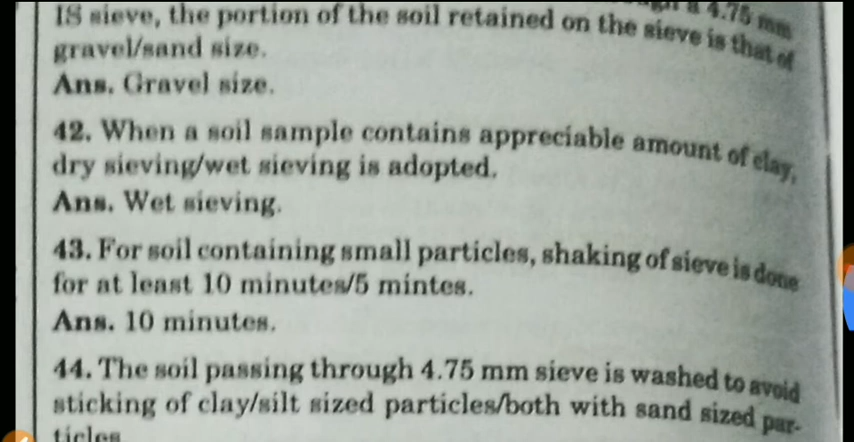 a 4.75 mm
IS sieve, the portion of the soil retained on the sieve is that of
gravel/sand size.
Ans. Gravel size.
42. When a soil sample contains appreciable amount of clay,
dry sieving/wet sieving is adopted.
Ans. Wet sieving.
43. For soil containing small particles, shaking of sieve is done
for at least 10 minutes/5 mintes.
Ans. 10 minutes.
44. The soil passing through 4.75 mm sieve is washed to avoid
sticking of clay/silt sized particles/both with sand sized par-
ticles